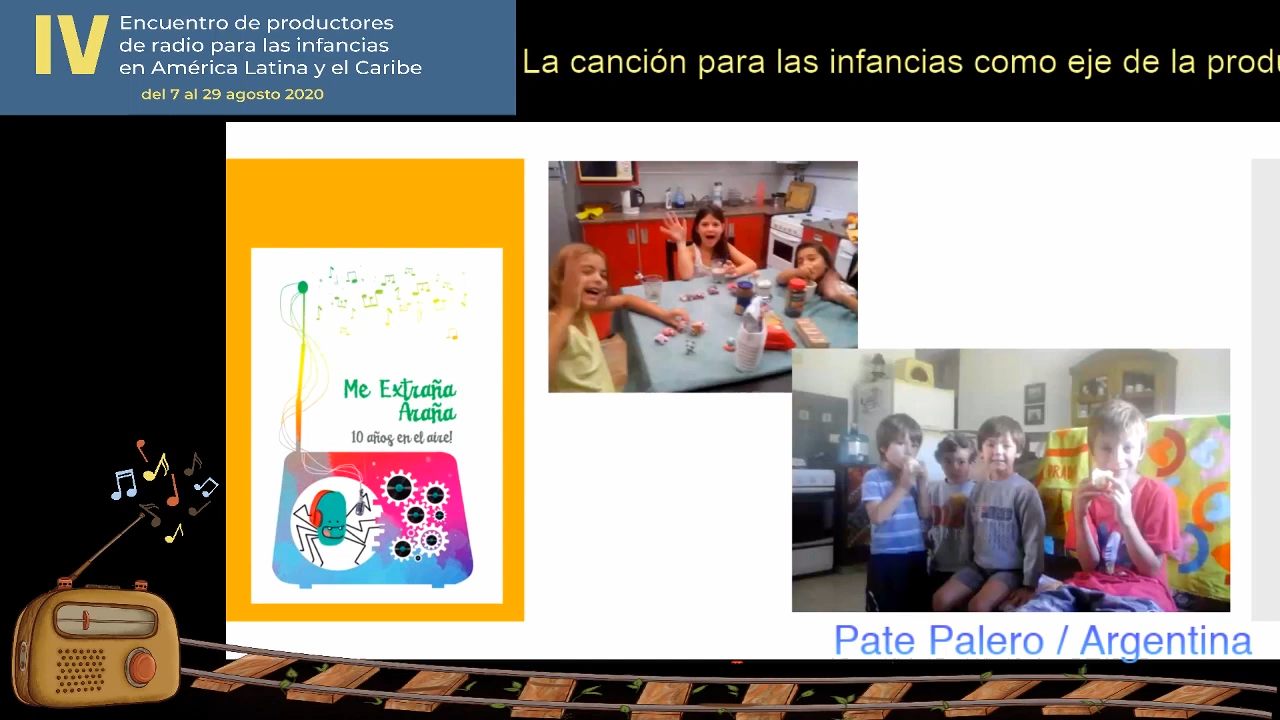 IV
Encuentro de productores
de radio para las infancias
en América Latina y el Caribe
del 7 al 29 agosto 2020
La canción para las infancias como eje de la produ
Me Extraña
Araña
10 años en el aire!
Pate Palero / Argentina